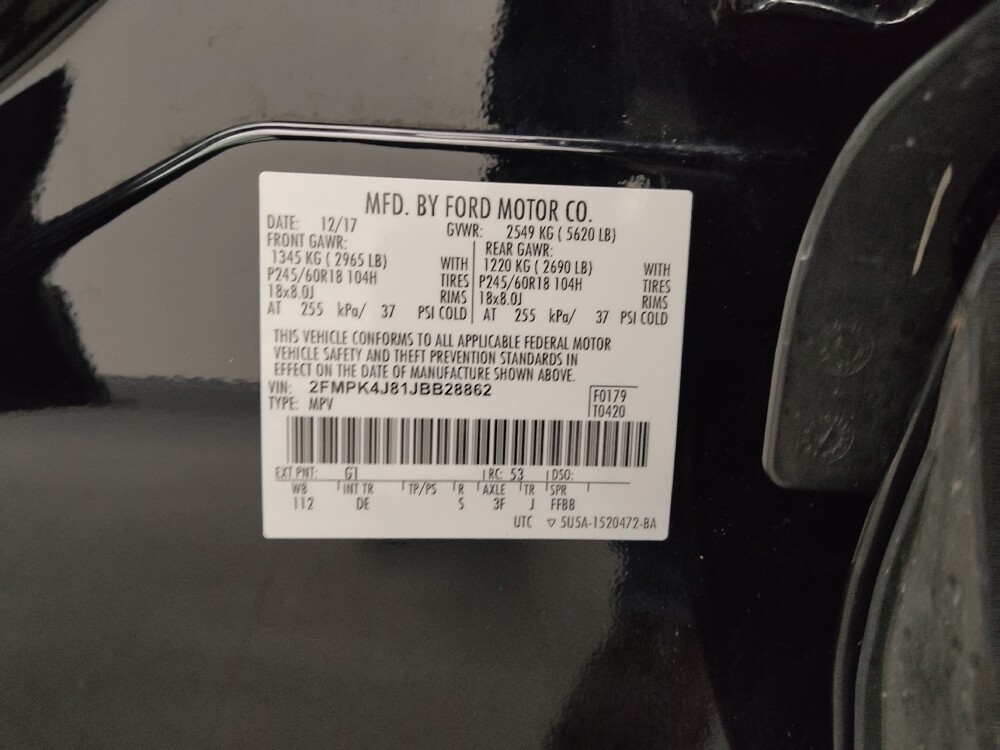 MFD. BY FORD MOTOR CO.
DATE: 12/17 GVWR: 2549 KG ( 5620 LB)
FRONT GAWR: REAR GAWR:
1345 KG ( 2965 LB) WITH 1220 KG ( 2690 LB) WITH
P245/60R18 104H TIRES P245/60R18 104H TIRES
18x8.0J RIMS 18x8.0J RIMS
AT 255 kPa/ 37 PSI COLD AT 255 kPa/ 37 PSI COLD
THIS VEHICLE CONFORMS TO ALL APPLICABLE FEDERAL MOTOR
VEHICLE SAFETY AND THEFT PREVENTION STANDARDS IN
EFFECT ON THE DATE OF MANUFACTURE SHOWN ABOVE.
VIN: 2FMPK4J81JBB28862 F0179
TYPE: MPV T0420
EXT PNT: G1 RC: 53 DSO:
WB INT TR TP/PS R AXLE TR SPR
112 DE S 3F J FFBB
UTC ▽ 5U5A-1520472-BA